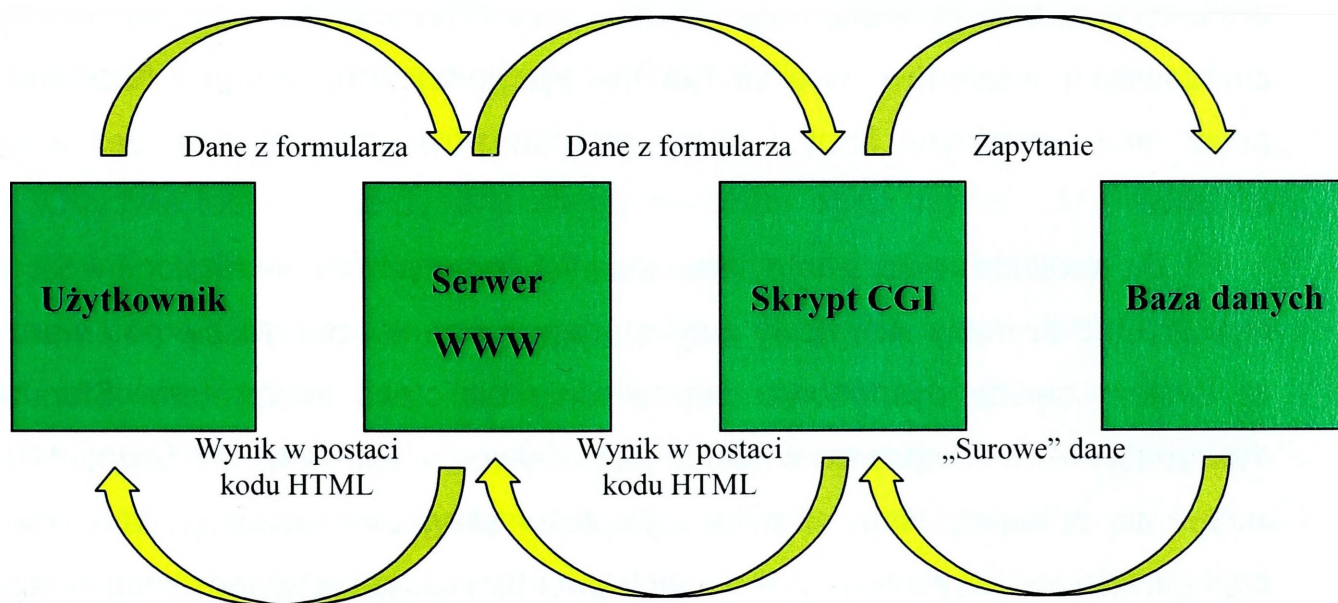 Dane z formularza
Dane z formularza
Zapytanie
Użytkownik
Serwer
WWW
Skrypt CGI
Baza danych
Wynik w postaci
kodu HTML
Wynik w postaci
kodu HTML
„Surowe” dane